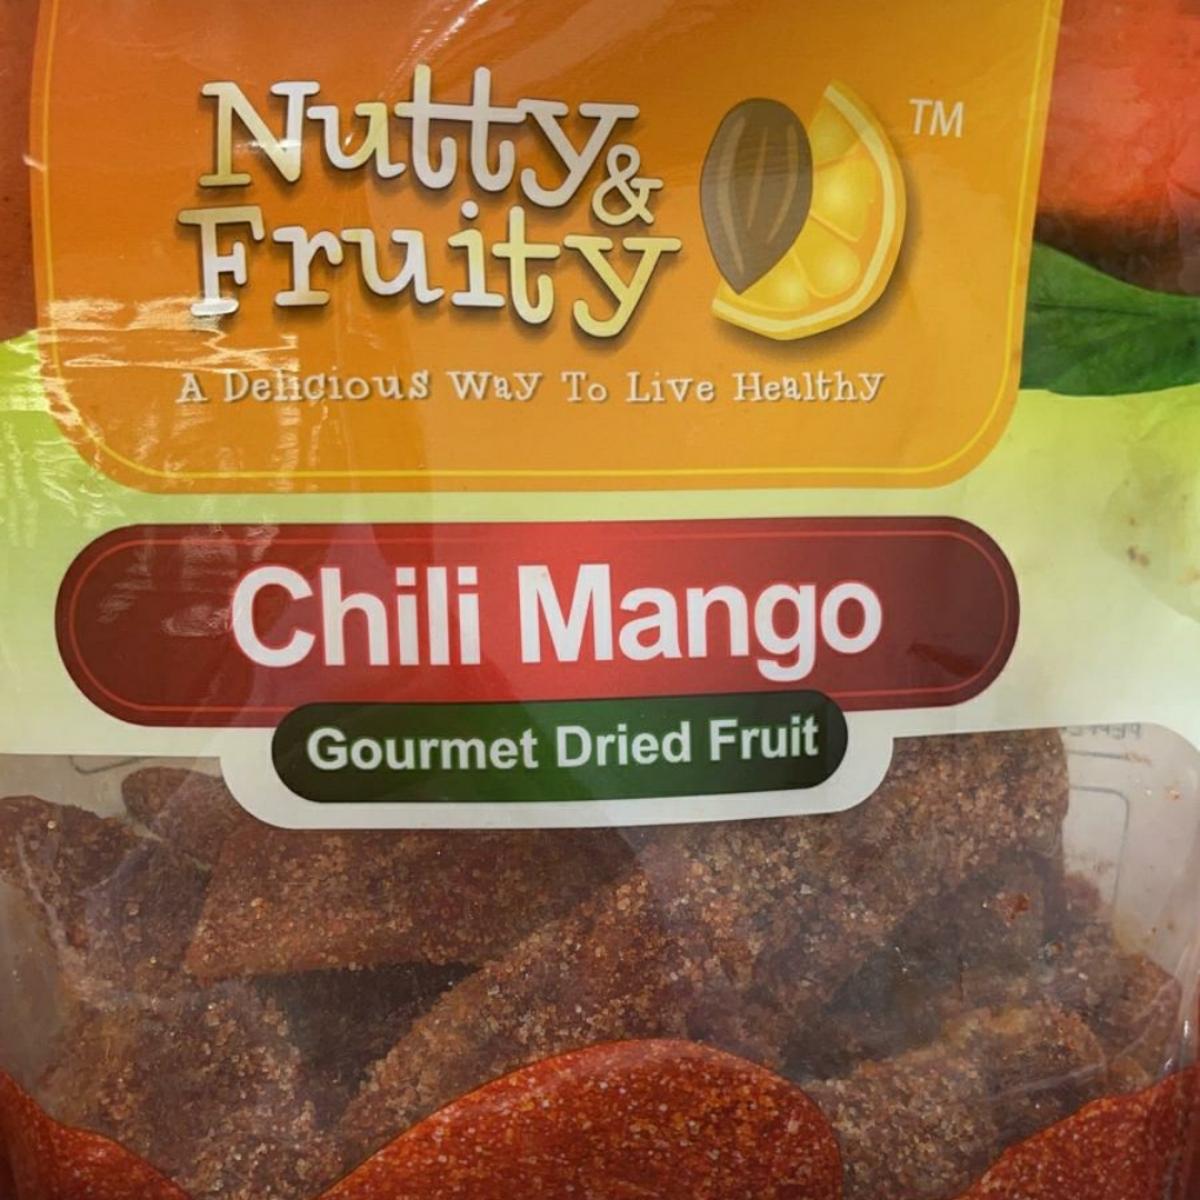 Nutty &
Fruity
TM
A Delicious Way To Live Healthy
Chili Mango
Gourmet Dried Fruit